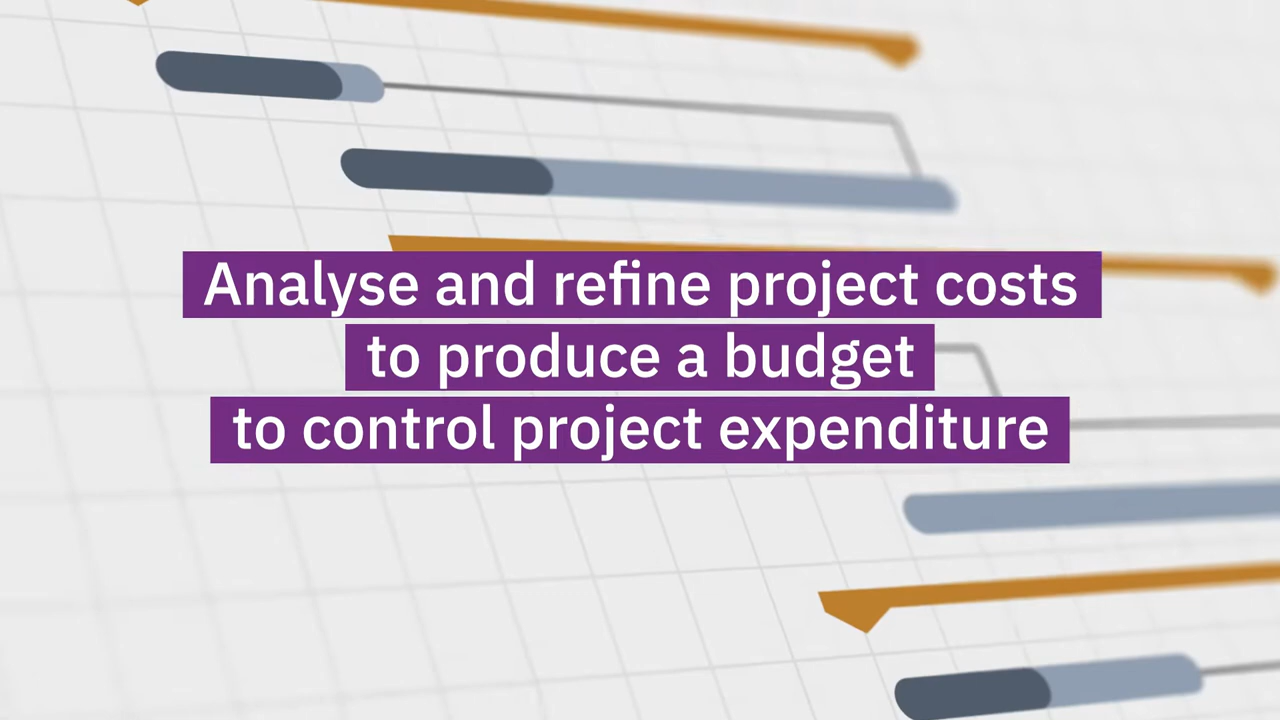 Analyse and refine project costs
to produce a budget
to control project expenditure